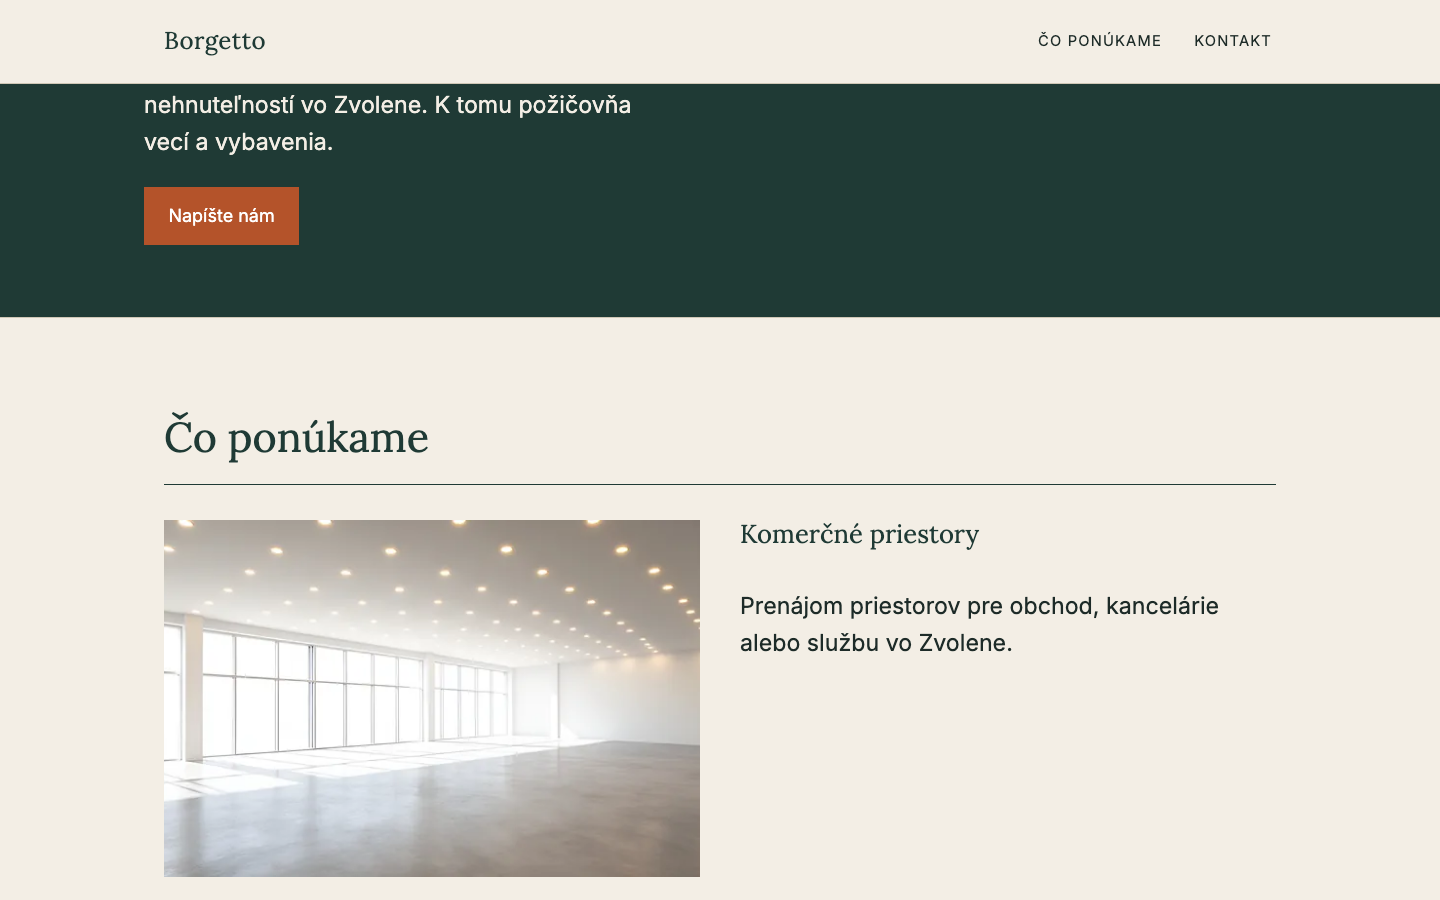 Borgetto
ČO PONÚKAME
KONTAKT
nehnuteľností vo Zvolene. K tomu požičovňa
vecí a vybavenia.
Napíšte nám
Čo ponúkame
Komerčné priestory
Prenájom priestorov pre obchod, kancelárie
alebo službu vo Zvolene.